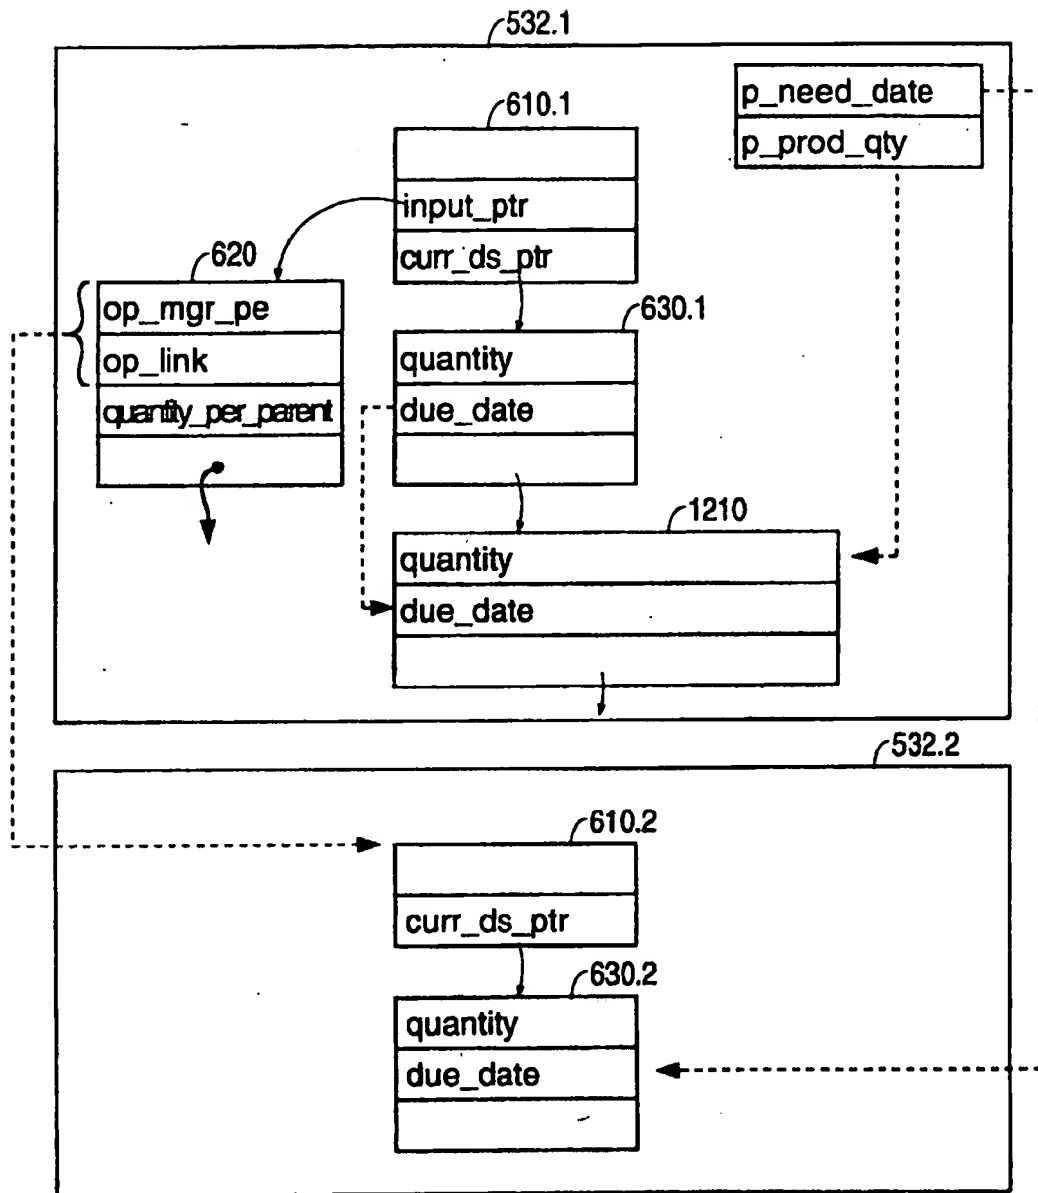 532.1
p_need_date
p_prod_qty
610.1
input_ptr
curr_ds_ptr
620
op_mgr_pe
op_link
quantity_per_parent
630.1
quantity
due_date
1210
quantity
due_date
532.2
610.2
curr_ds_ptr
630.2
quantity
due_date